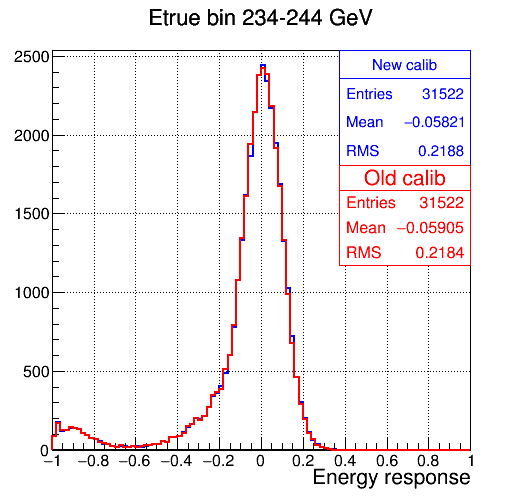 Etrue bin 234-244 GeV
New calib
Entries 31522
Mean −0.05821
RMS 0.2188
Old calib
Entries 31522
Mean −0.05905
RMS 0.2184
2500
2000
1500
1000
500
0
−1 −0.8 −0.6 −0.4 −0.2 0 0.2 0.4 0.6 0.8 1
Energy response